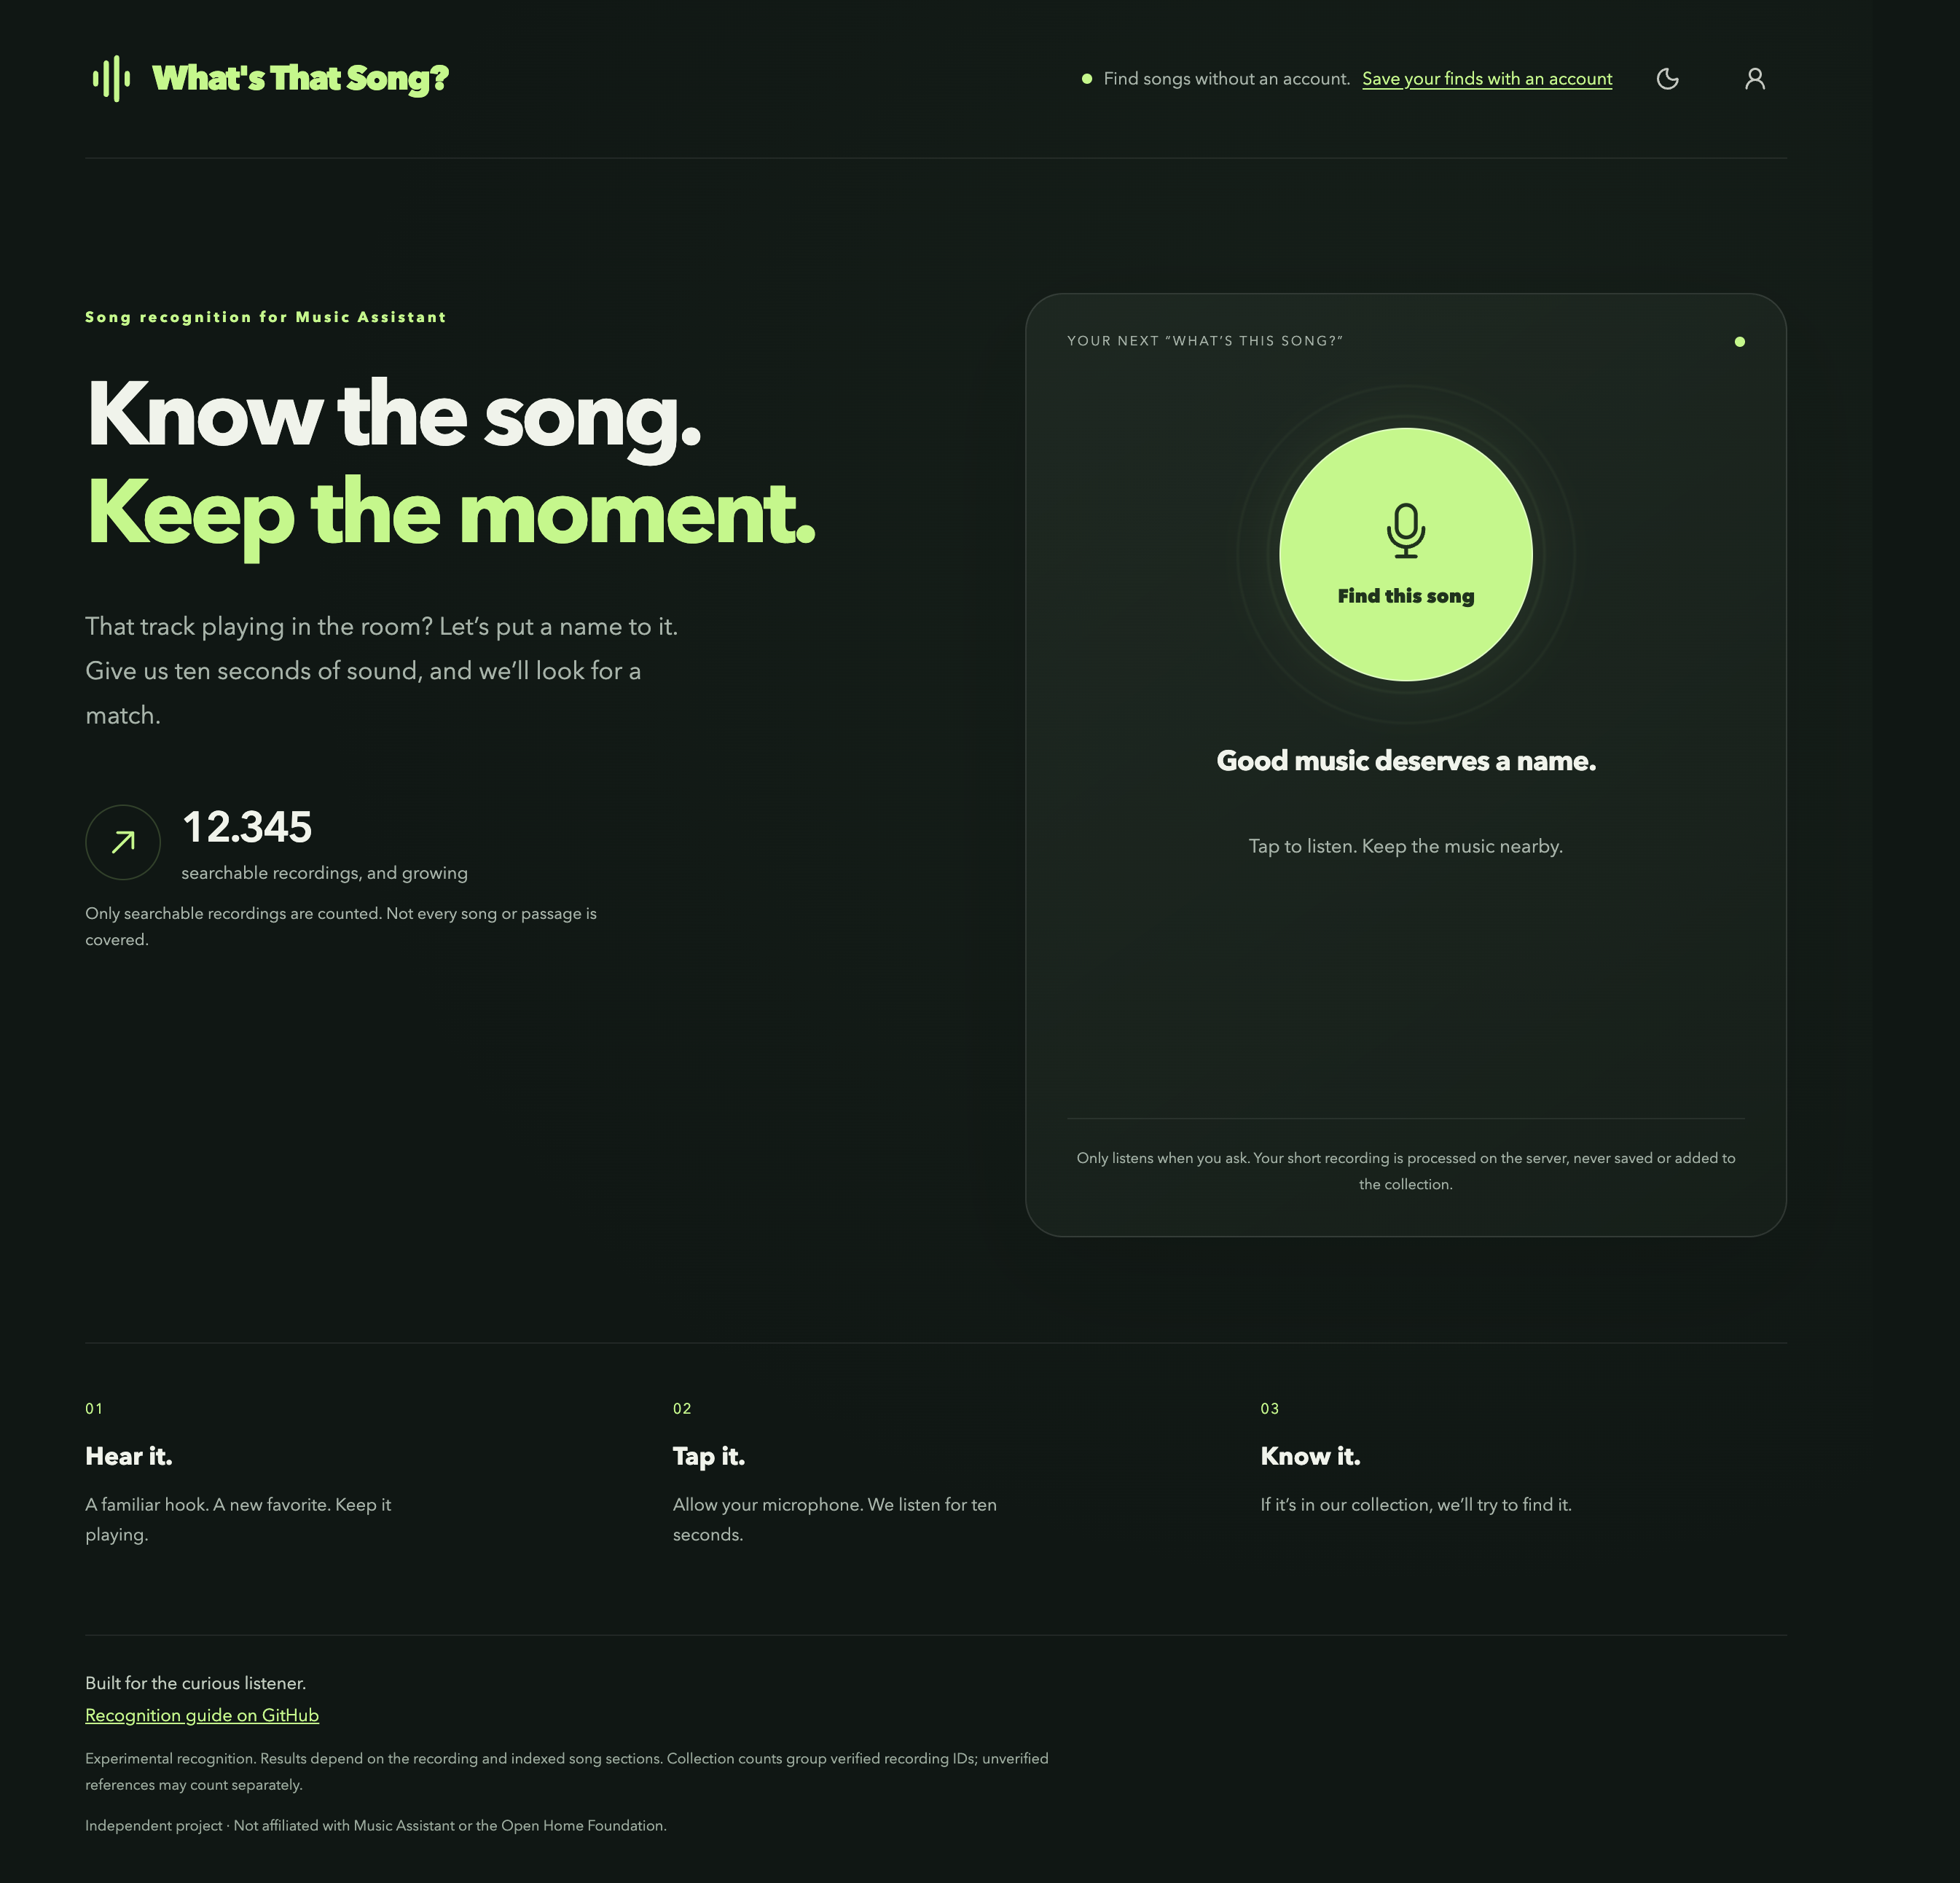 What's That Song?
Find songs without an account. Save your finds with an account
Song recognition for Music Assistant
Know the song.
Keep the moment.
That track playing in the room? Let’s put a name to it.
Give us ten seconds of sound, and we’ll look for a
match.
12.345
searchable recordings, and growing
Only searchable recordings are counted. Not every song or passage is
covered.
YOUR NEXT “WHAT’S THIS SONG?”
Find this song
Good music deserves a name.
Tap to listen. Keep the music nearby.
Only listens when you ask. Your short recording is processed on the server, never saved or added to
the collection.
01
Hear it.
A familiar hook. A new favorite. Keep it
playing.
02
Tap it.
Allow your microphone. We listen for ten
seconds.
03
Know it.
If it’s in our collection, we’ll try to find it.
Built for the curious listener.
Recognition guide on GitHub
Experimental recognition. Results depend on the recording and indexed song sections. Collection counts group verified recording IDs; unverified
references may count separately.
Independent project · Not affiliated with Music Assistant or the Open Home Foundation.